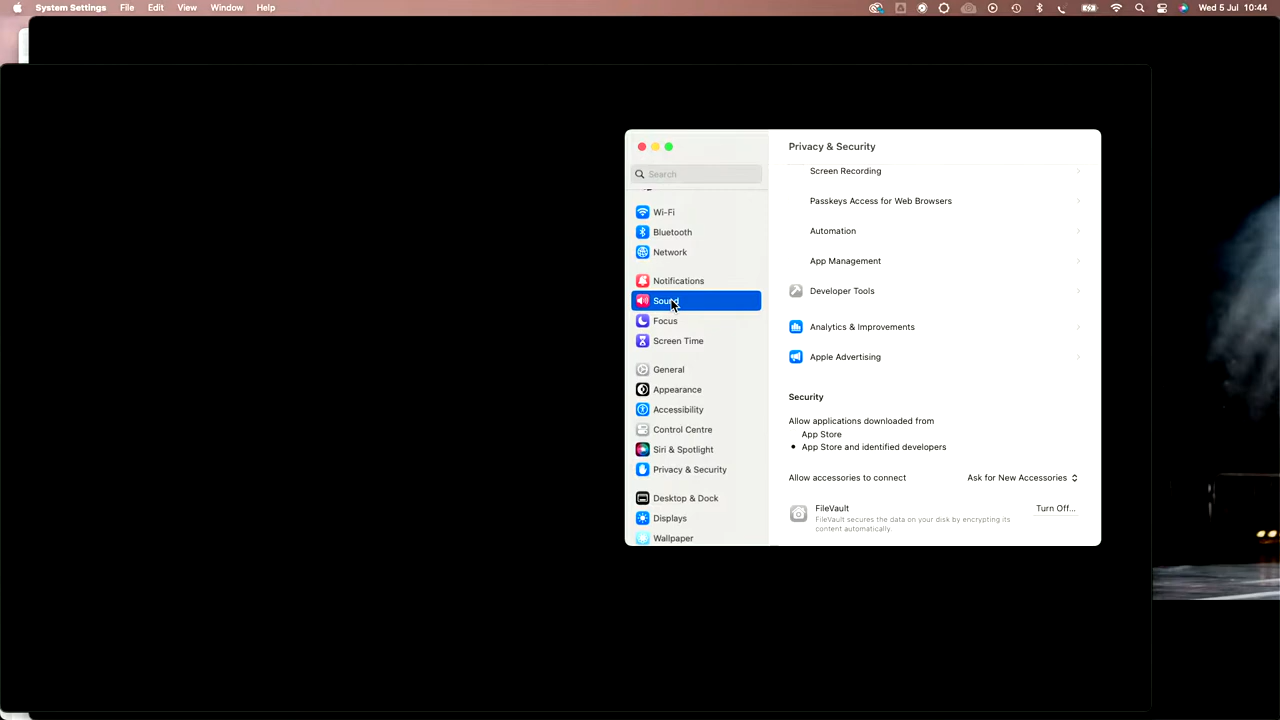 System Settings File Edit View Window Help Wed 5 Jul 10:44
Search
Wi-Fi
Bluetooth
Network
Notifications
Sound
Focus
Screen Time
General
Appearance
Accessibility
Control Centre
Siri & Spotlight
Privacy & Security
Desktop & Dock
Displays
Wallpaper
Privacy & Security
Screen Recording
Passkeys Access for Web Browsers
Automation
App Management
Developer Tools
Analytics & Improvements
Apple Advertising
Security
Allow applications downloaded from
App Store
App Store and identified developers
Allow accessories to connect Ask for New Accessories
FileVault Turn Off...
FileVault secures the data on your disk by encrypting its
content automatically.